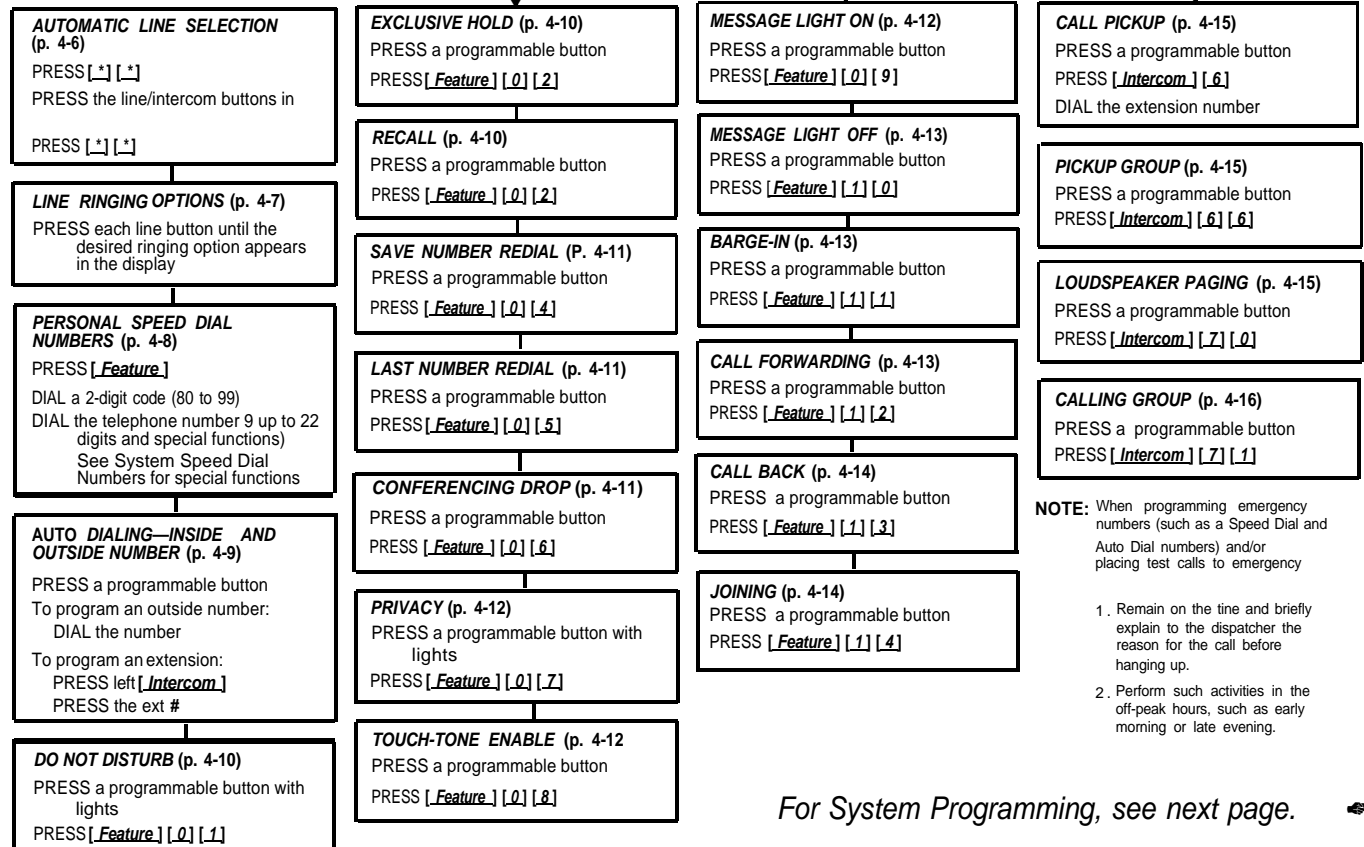 AUTOMATIC LINE SELECTION
(p. 4-6)
PRESS [ * ] [ * ]
PRESS the line/intercom buttons in
PRESS [ * ] [ * ]
LINE RINGING OPTIONS (p. 4-7)
PRESS each line button until the
desired ringing option appears
in the display
PERSONAL SPEED DIAL
NUMBERS (p. 4-8)
PRESS [ Feature ]
DIAL a 2-digit code (80 to 99)
DIAL the telephone number 9 up to 22
digits and special functions)
See System Speed Dial
Numbers for special functions
AUTO DIALING—INSIDE AND
OUTSIDE NUMBER (p. 4-9)
PRESS a programmable button
To program an outside number:
DIAL the number
To program an extension:
PRESS left [ Intercom ]
PRESS the ext #
DO NOT DISTURB (p. 4-10)
PRESS a programmable button with
lights
PRESS [ Feature ] [ 0 ] [ 1 ]
EXCLUSIVE HOLD (p. 4-10)
PRESS a programmable button
PRESS [ Feature ] [ 0 ] [ 2 ]
RECALL (p. 4-10)
PRESS a programmable button
PRESS [ Feature ] [ 0 ] [ 2 ]
SAVE NUMBER REDIAL (P. 4-11)
PRESS a programmable button
PRESS [ Feature ] [ 0 ] [ 4 ]
LAST NUMBER REDIAL (p. 4-11)
PRESS a programmable button
PRESS [ Feature ] [ 0 ] [ 5 ]
CONFERENCING DROP (p. 4-11)
PRESS a programmable button
PRESS [ Feature ] [ 0 ] [ 6 ]
PRIVACY (p. 4-12)
PRESS a programmable button with
lights
PRESS [ Feature ] [ 0 ] [ 7 ]
TOUCH-TONE ENABLE (p. 4-12
PRESS a programmable button
PRESS [ Feature ] [ 0 ] [ 8 ]
MESSAGE LIGHT ON (p. 4-12)
PRESS a programmable button
PRESS [ Feature ] [ 0 ] [ 9 ]
MESSAGE LIGHT OFF (p. 4-13)
PRESS a programmable button
PRESS [ Feature ] [ 1 ] [ 0 ]
BARGE-IN (p. 4-13)
PRESS a programmable button
PRESS [ Feature ] [ 1 ] [ 1 ]
CALL FORWARDING (p. 4-13)
PRESS a programmable button
PRESS [ Feature ] [ 1 ] [ 2 ]
CALL BACK (p. 4-14)
PRESS a programmable button
PRESS [ Feature ] [ 1 ] [ 3 ]
JOINING (p. 4-14)
PRESS a programmable button
PRESS [ Feature ] [ 1 ] [ 4 ]
CALL PICKUP (p. 4-15)
PRESS a programmable button
PRESS [ Intercom ] [ 6 ]
DIAL the extension number
PICKUP GROUP (p. 4-15)
PRESS a programmable button
PRESS [ Intercom ] [ 6 ] [ 6 ]
LOUDSPEAKER PAGING (p. 4-15)
PRESS a programmable button
PRESS [ Intercom ] [ 7 ] [ 0 ]
CALLING GROUP (p. 4-16)
PRESS a programmable button
PRESS [ Intercom ] [ 7 ] [ 1 ]
NOTE: When programming emergency
numbers (such as a Speed Dial and
Auto Dial numbers) and/or
placing test calls to emergency
1. Remain on the tine and briefly
explain to the dispatcher the
reason for the call before
hanging up.
2. Perform such activities in the
off-peak hours, such as early
morning or late evening.
For System Programming, see next page.